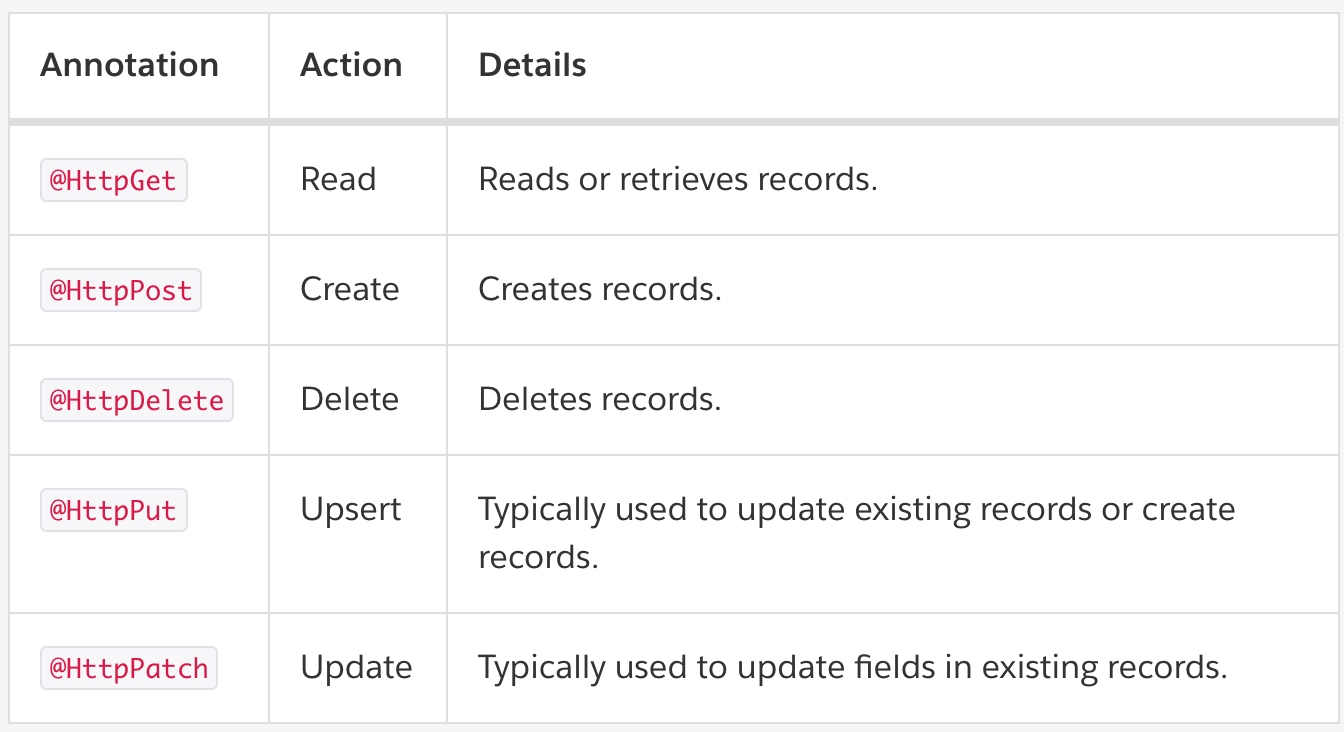 Annotation Action Details
@HttpGet Read Reads or retrieves records.
@HttpPost Create Creates records.
@HttpDelete Delete Deletes records.
@HttpPut Upsert Typically used to update existing records or create
records.
@HttpPatch Update Typically used to update fields in existing records.